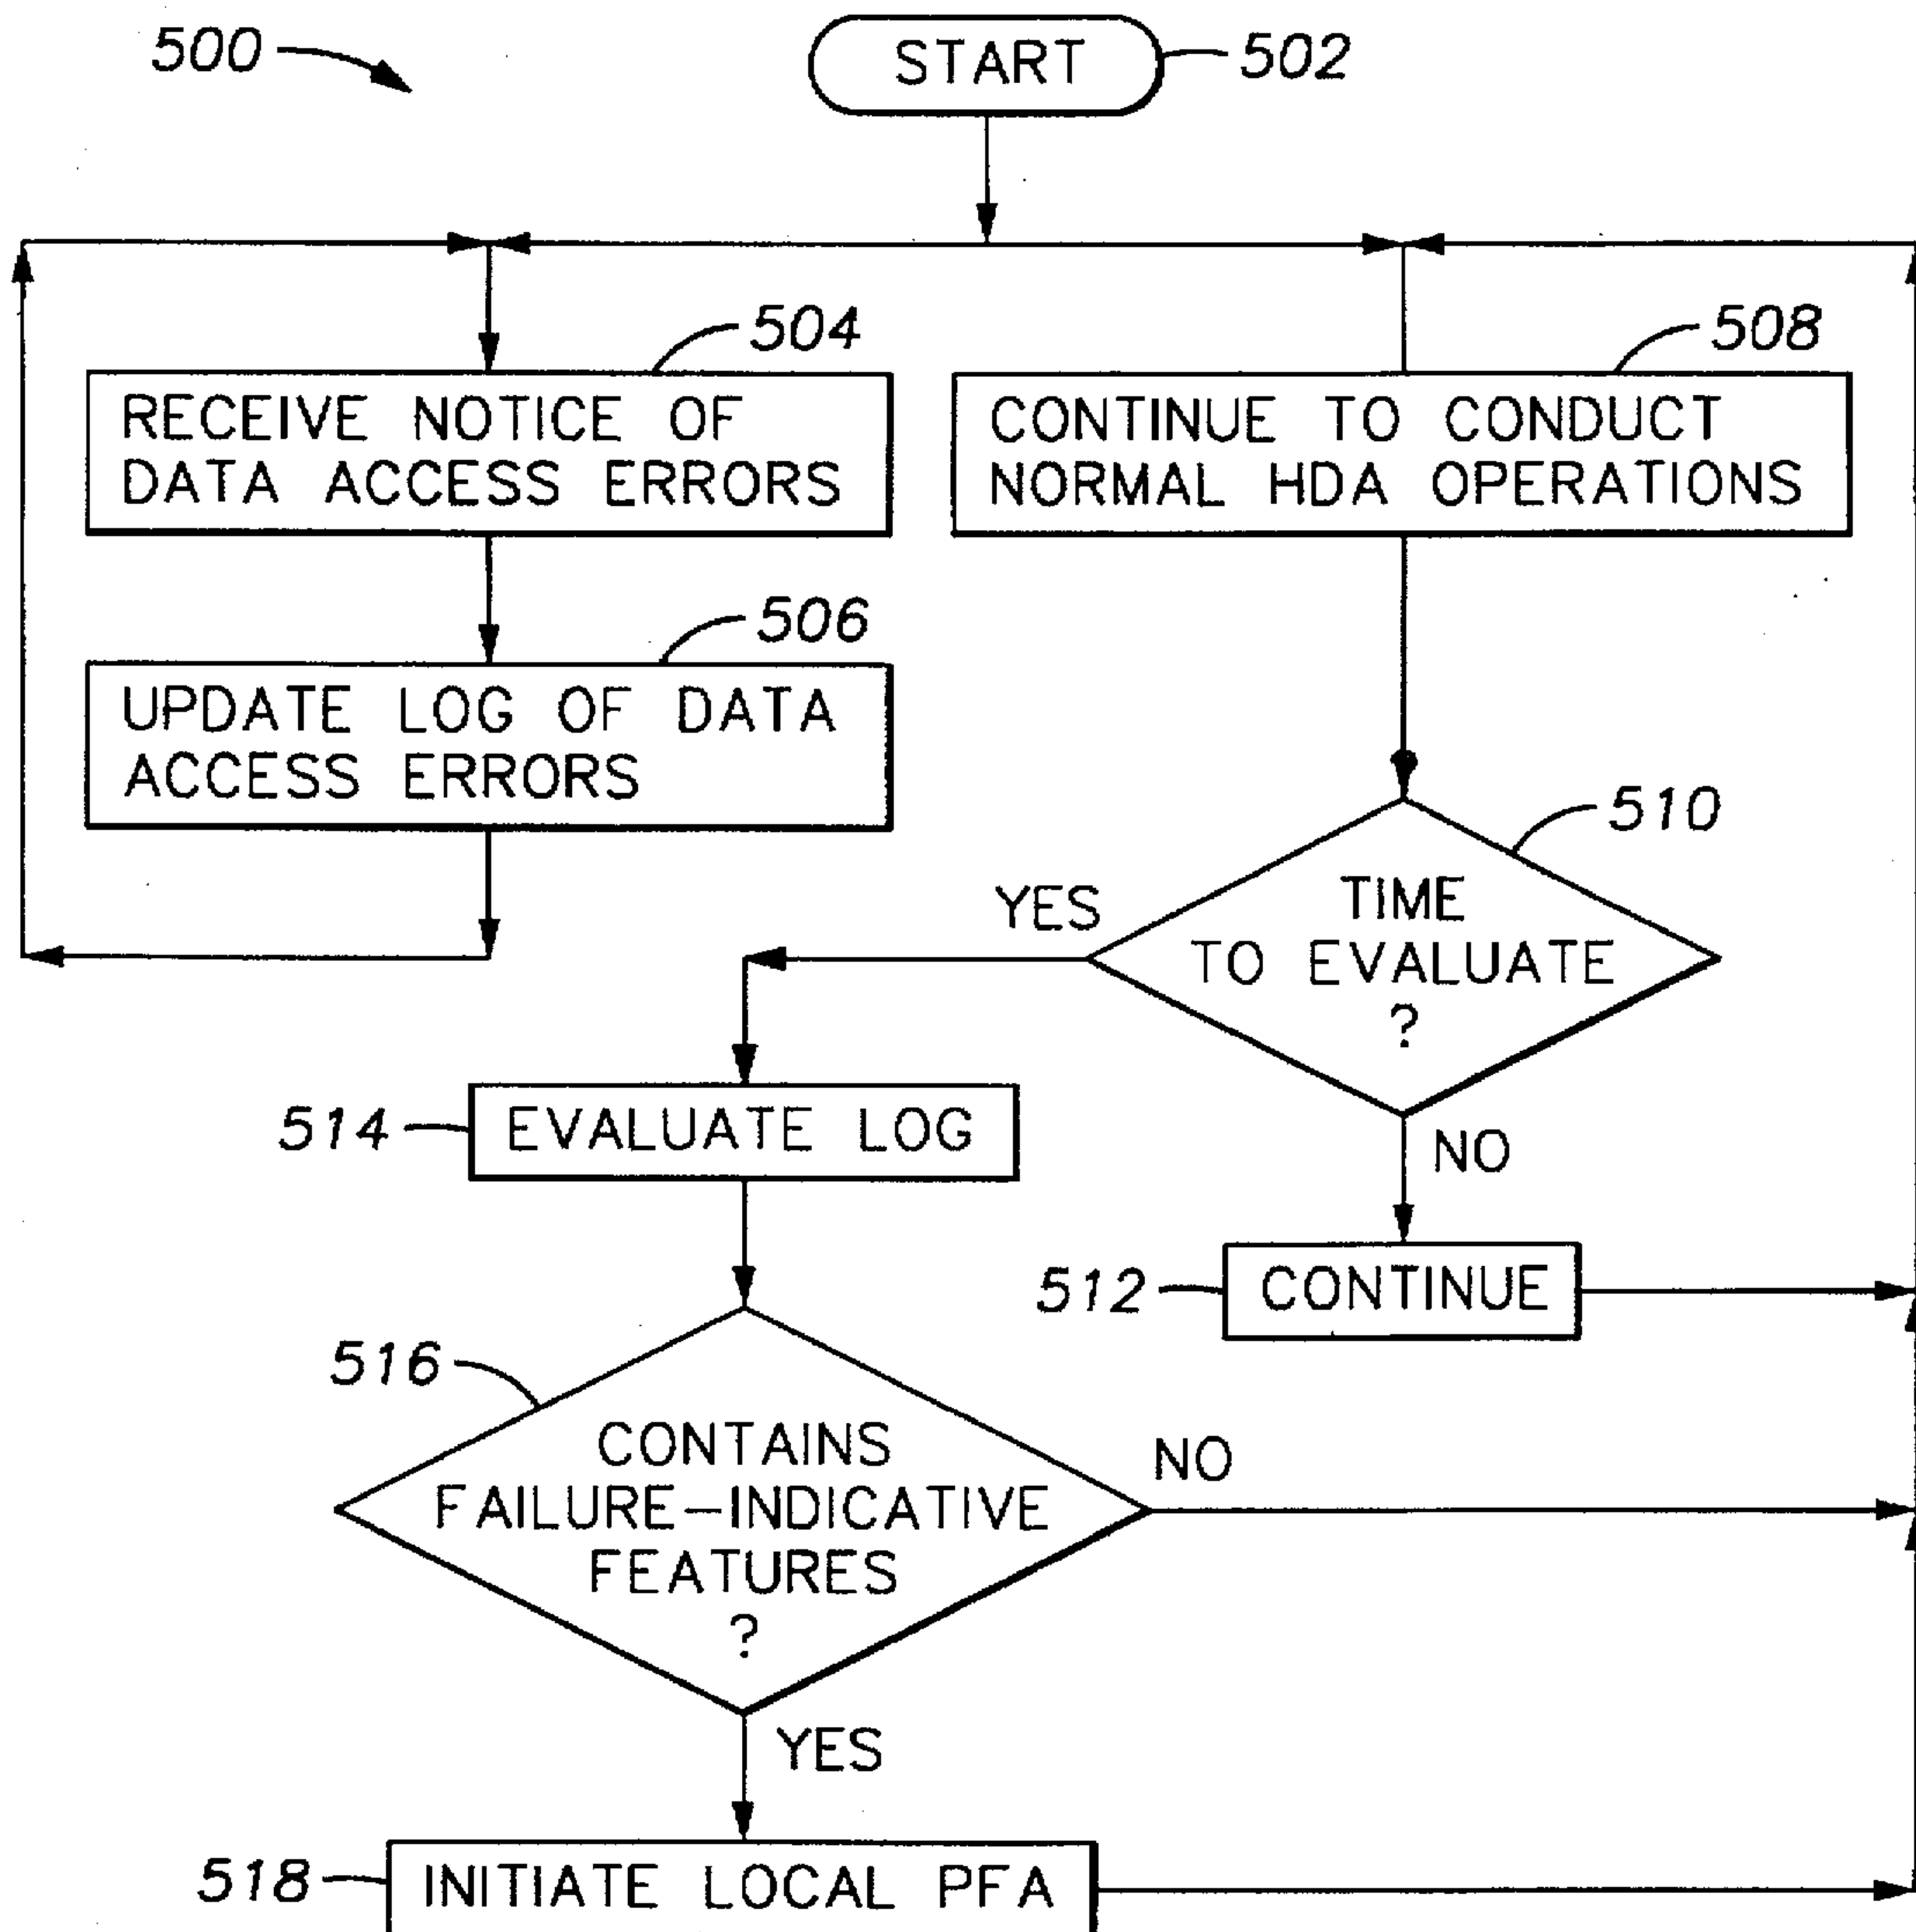 500
START
502
504
508
RECEIVE NOTICE OF
DATA ACCESS ERRORS
CONTINUE TO CONDUCT
NORMAL HDA OPERATIONS
506
UPDATE LOG OF DATA
ACCESS ERRORS
510
TIME
TO EVALUATE
?
YES
NO
514
EVALUATE LOG
512
CONTINUE
516
CONTAINS
FAILURE-INDICATIVE
FEATURES
?
NO
YES
518
INITIATE LOCAL PFA